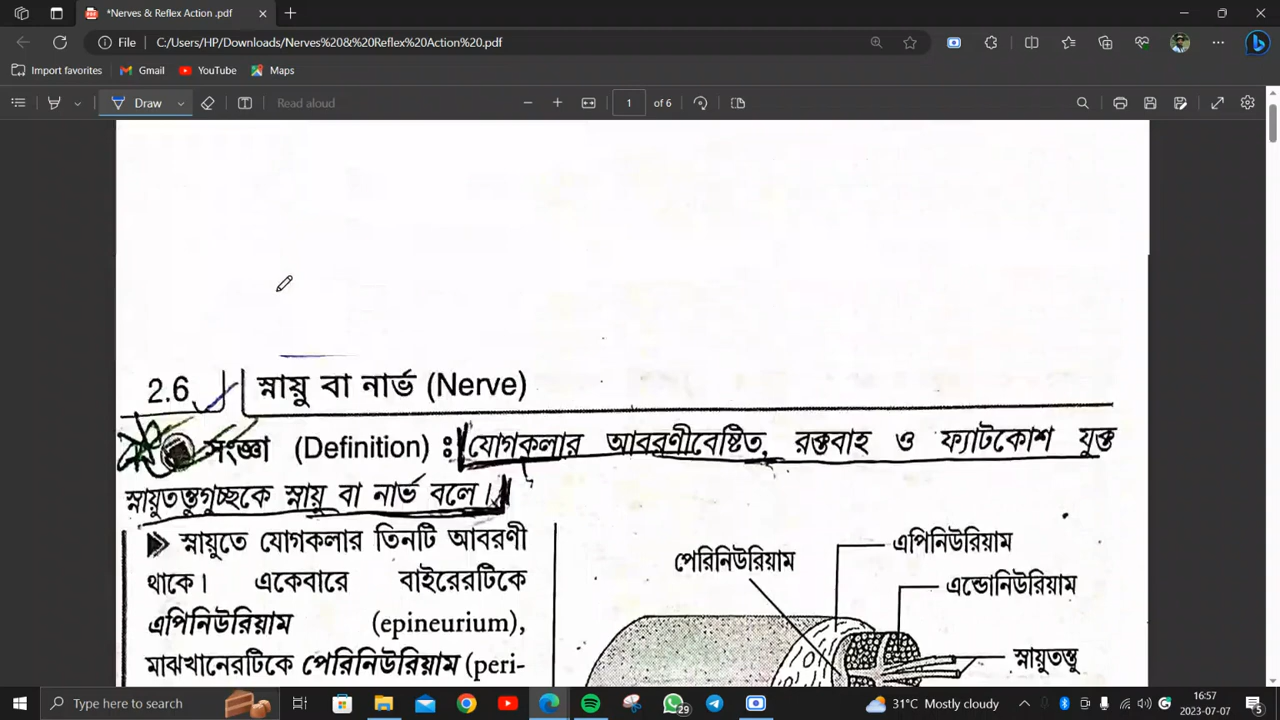 *Nerves & Reflex Action .pdf
File C:/Users/HP/Downloads/Nerves%20&%20Reflex%20Action%20.pdf
Import favorites Gmail YouTube Maps
Draw Read aloud 1 of 6
2.6 স্নায়ু বা নার্ভ (Nerve)
সংজ্ঞা (Definition) : যোগকলার আবরণীবেষ্টিত, রক্তবাহ ও ফ্যাটকোশ যুক্ত
স্নায়ুতন্তুগুচ্ছকে স্নায়ু বা নার্ভ বলে।
স্নায়ুতে যোগকলার তিনটি আবরণী
থাকে। একেবারে বাইরেরটিকে
এপিনিউরিয়াম (epineurium),
মাঝখানেরটিকে পেরিনিউরিয়াম (peri-
পেরিনিউরিয়াম
এপিনিউরিয়াম
এন্ডোনিউরিয়াম
স্নায়ুতন্তু
Type here to search
29
31°C Mostly cloudy
16:57
2023-07-07
5